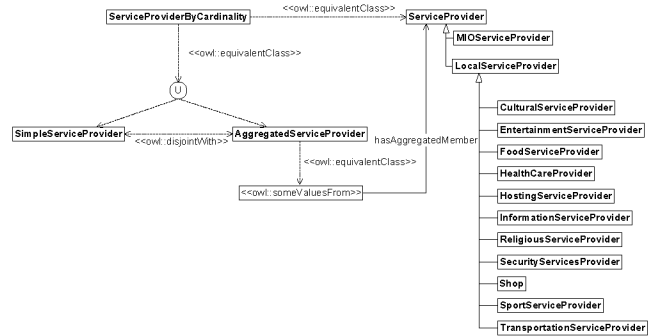 ServiceProviderByCardinality
<<owl::equivalentClass>>
ServiceProvider
MIOServiceProvider
<<owl::equivalentClass>>
LocalServiceProvider
U
CulturalServiceProvider
SimpleServiceProvider
<<owl::disjointWith>>
AggregatedServiceProvider
hasAggregatedMember
EntertainmentServiceProvider
FoodServiceProvider
<<owl::equivalentClass>>
HealthCareProvider
<<owl::someValuesFrom>>
HostingServiceProvider
InformationServiceProvider
ReligiousServiceProvider
SecurityServicesProvider
Shop
SportServiceProvider
TransportationServiceProvider